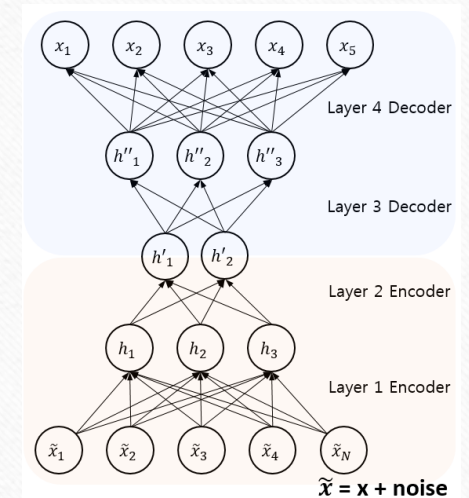 x₁ x₂ x₃ x₄ x₅
Layer 4 Decoder
h''₁ h''₂ h''₃
Layer 3 Decoder
h'₁ h'₂
Layer 2 Encoder
h₁ h₂ h₃
Layer 1 Encoder
x̃₁ x̃₂ x̃₃ x̃₄ x̃_N
x̃ = x + noise